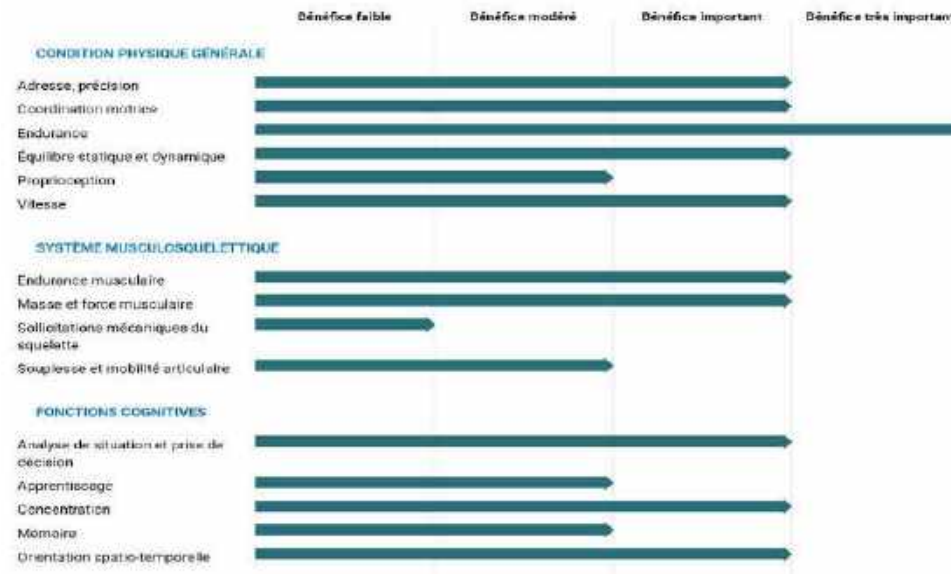 Bénéfice faible Bénéfice modéré Bénéfice important Bénéfice très important
CONDITION PHYSIQUE GÉNÉRALE
Adresse, précision
Coordination motrice
Endurance
Équilibre statique et dynamique
Proprioception
Vitesse
SYSTÈME MUSCULOSQUELETTIQUE
Endurance musculaire
Masse et force musculaire
Sollicitations mécaniques du
squelette
Souplesse et mobilité articulaire
FONCTIONS COGNITIVES
Analyse de situation et prise de
décision
Apprentissage
Concentration
Mémoire
Orientation spatio-temporelle